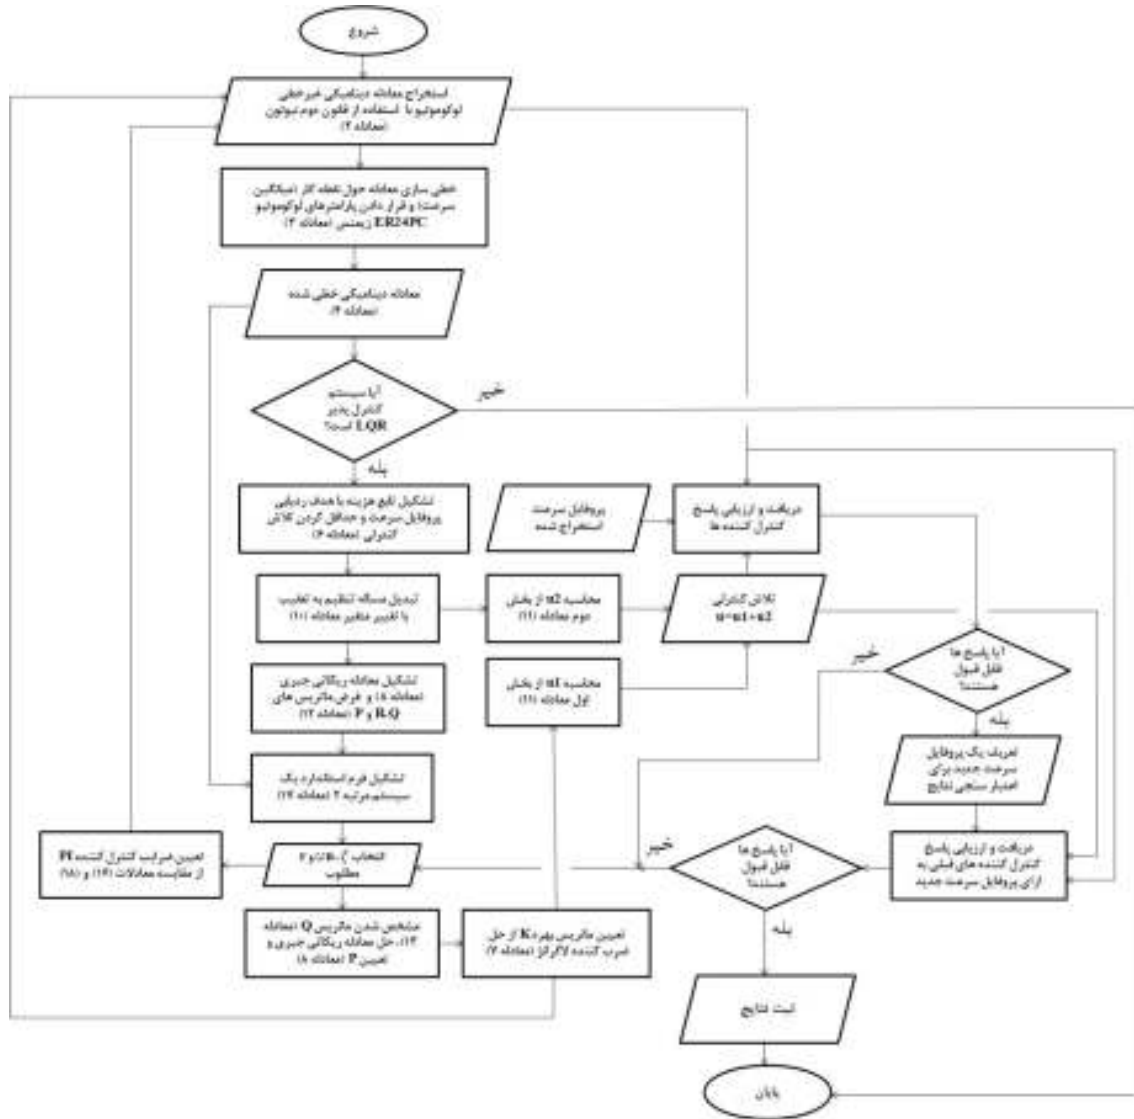 شروع
استخراج معادله دینامیکی غیرخطی
لوکوموتیو با استفاده از قانون دوم نیوتون
(معادله ۲)
خطی سازی معادله حول نقطه کار (میانگین
سرعت) و قرار دادن پارامترهای لوکوموتیو
ER24PC زیمنس (معادله ۳)
معادله دینامیکی خطی شده
(معادله ۴)
آیا سیستم
کنترل پذیر
LQR است؟
خیر
بله
تشکیل تابع هزینه با هدف ردیابی
پروفایل سرعت و حداقل کردن تلاش
کنترلی (معادله ۶)
پروفایل سرعت
استخراج شده
دریافت و ارزیابی پاسخ
کنترل کننده ها
تبدیل مساله تنظیم به تعقیب
با تغییر متغیر معادله (۱۰)
محاسبه u2 از بخش
دوم معادله (۱۱)
تلاش کنترلی
u=u1+u2
آیا پاسخ ها
قابل قبول
هستند؟
خیر
بله
تشکیل معادله ریکاتی جبری
(معادله ۸) و فرض ماتریس های
R،Q و P (معادله ۱۲)
محاسبه u1 از بخش
اول معادله (۱۱)
تعریف یک پروفایل
سرعت جدید برای
اعتبار سنجی نتایج
تشکیل فرم استاندارد یک
سیستم مرتبه ۲ (معادله ۱۷)
دریافت و ارزیابی پاسخ
کنترل کننده های قبلی به
ازای پروفایل سرعت جدید
آیا پاسخ ها
قابل قبول
هستند؟
خیر
بله
انتخاب
مطلوب
تعیین ضرایب کنترل کننده PI
از مقایسه معادلات (۱۶) و (۱۸)
مشخص شدن ماتریس Q (معادله
۱۳)، حل معادله ریکاتی جبری و
تعیین P (معادله ۸)
تعیین ماتریس بهره K از حل
ضرب کننده لاگرانژ (معادله ۷)
ثبت نتایج
پایان